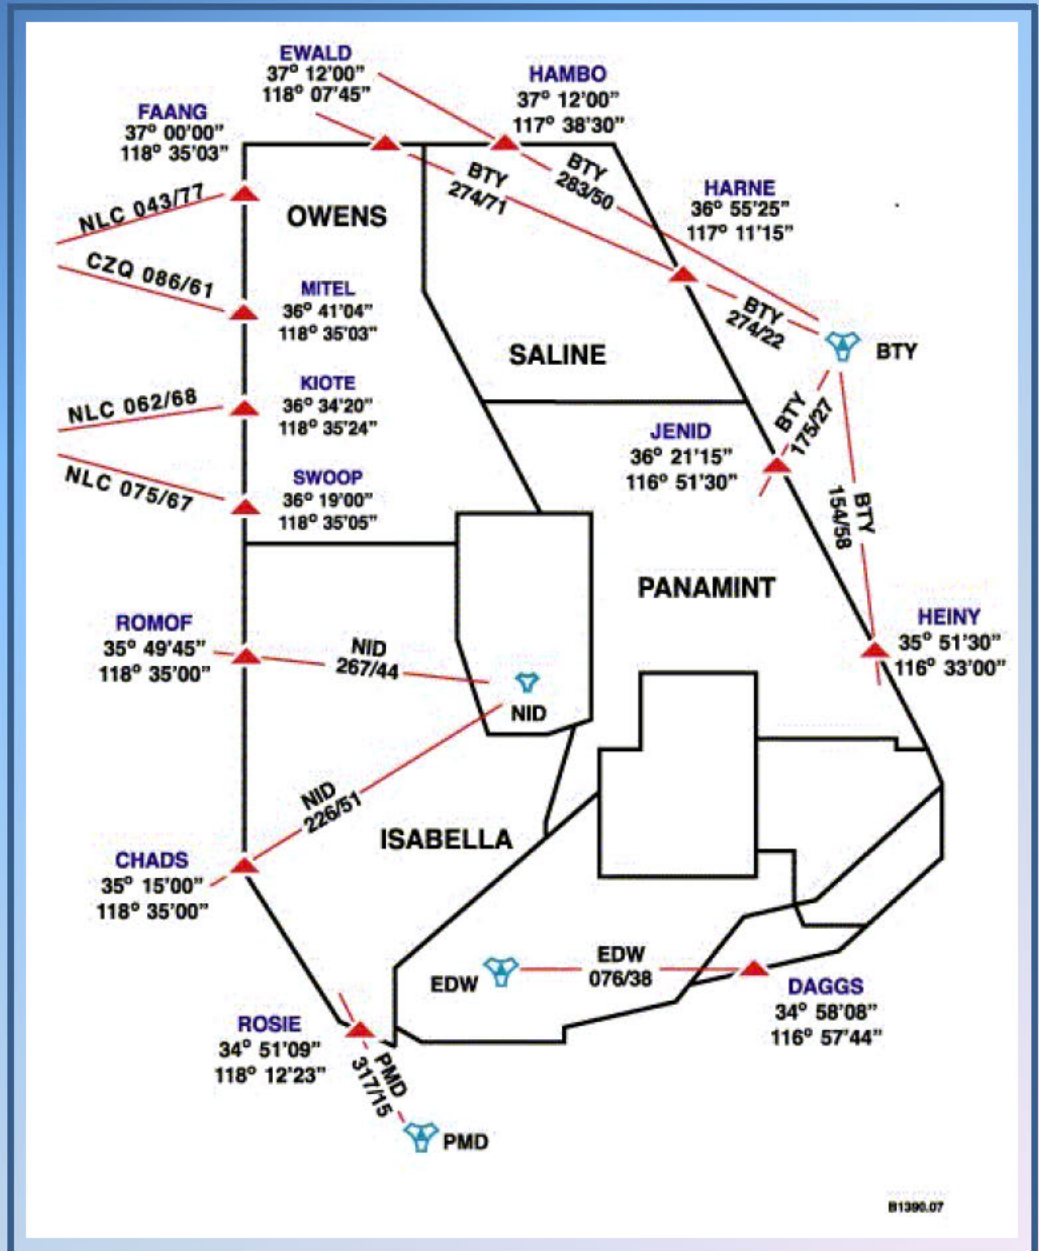 EWALD
37° 12'00"
118° 07'45"
HAMBO
37° 12'00"
117° 38'30"
FAANG
37° 00'00"
118° 35'03"
BTY
274/71
BTY
283/50
HARNE
36° 55'25"
117° 11'15"
NLC 043/77
OWENS
CZQ 086/61
MITEL
36° 41'04"
118° 35'03"
BTY
274/22
BTY
SALINE
KIOTE
36° 34'20"
118° 35'24"
NLC 062/68
BTY
175/27
JENID
36° 21'15"
116° 51'30"
SWOOP
36° 19'00"
118° 35'05"
NLC 075/67
BTY
154/58
PANAMINT
HEINY
35° 51'30"
116° 33'00"
ROMOF
35° 49'45"
118° 35'00"
NID
267/44
NID
NID
226/51
ISABELLA
CHADS
35° 15'00"
118° 35'00"
EDW
EDW
076/38
DAGGS
34° 58'08"
116° 57'44"
ROSIE
34° 51'09"
118° 12'23"
PMD
317/15
PMD
B1390.07